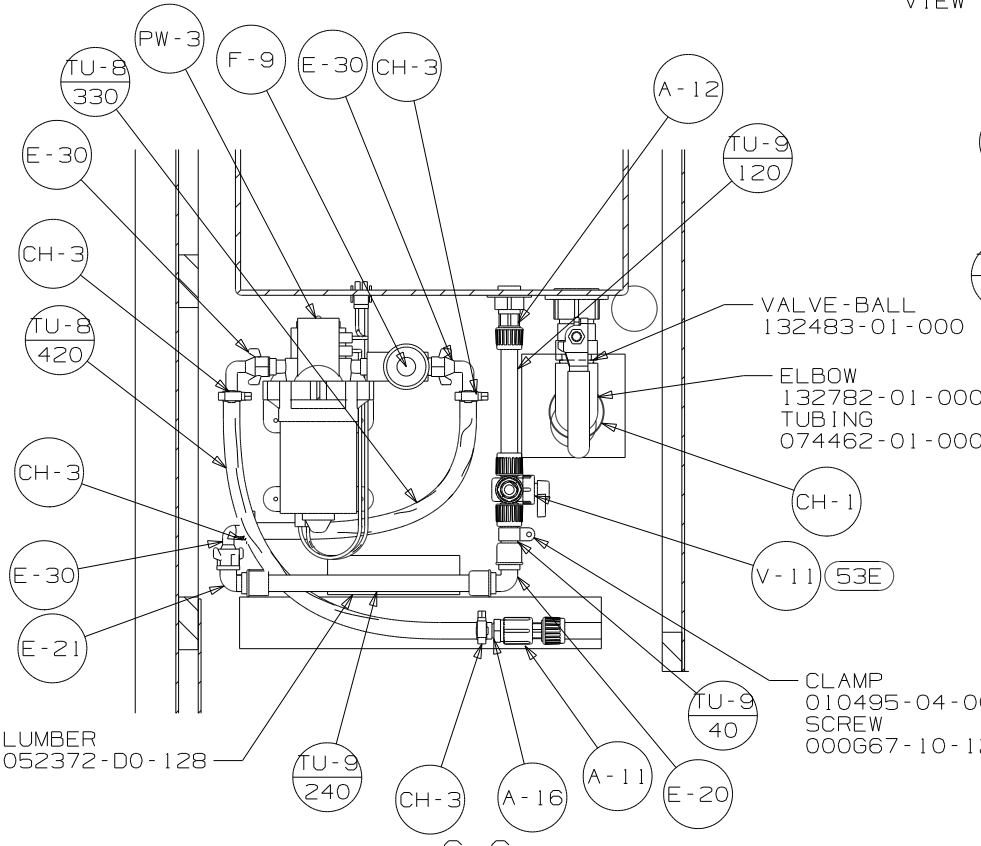 VIEW
PW-3
F-9
E-30
CH-3
TU-8
330
A-12
TU-9
120
E-30
CH-3
TU-8
420
VALVE-BALL
132483-01-000
ELBOW
132782-01-000
TUBING
074462-01-000
CH-3
CH-1
E-30
V-11
53E
E-21
CLAMP
010495-04-0
SCREW
000G67-10-1
TU-9
40
LUMBER
052372-D0-128
TU-9
240
CH-3
A-16
A-11
E-20